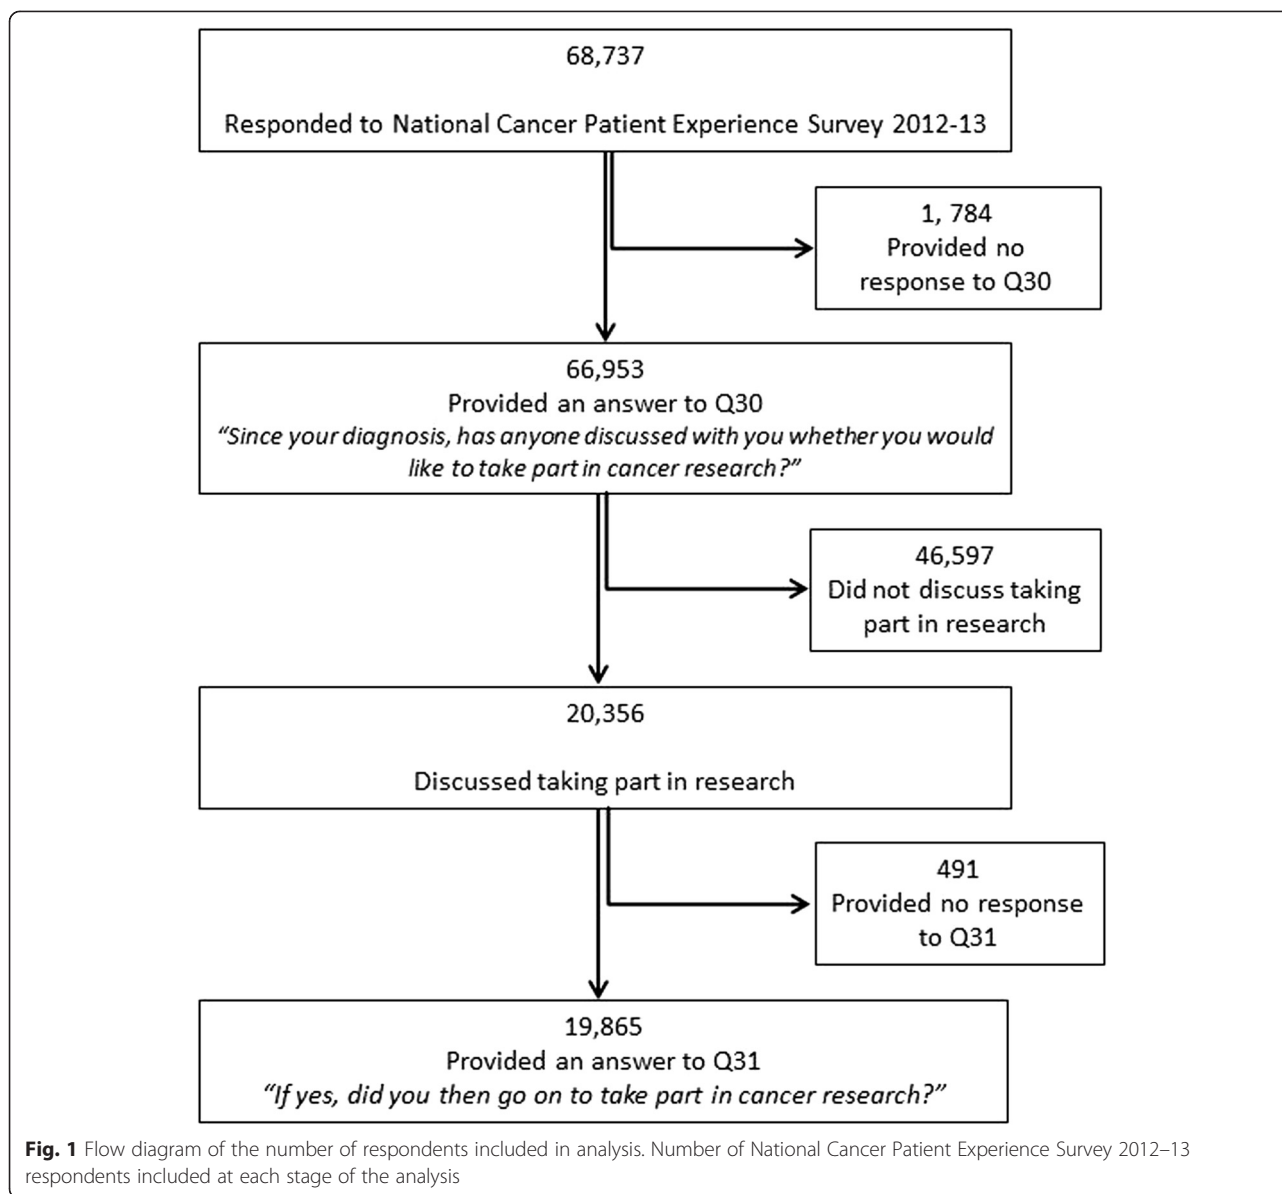 68,737
Responded to National Cancer Patient Experience Survey 2012-13
1, 784
Provided no
response to Q30
66,953
Provided an answer to Q30
“Since your diagnosis, has anyone discussed with you whether you would
like to take part in cancer research?”
46,597
Did not discuss taking
part in research
20,356
Discussed taking part in research
491
Provided no response
to Q31
19,865
Provided an answer to Q31
“If yes, did you then go on to take part in cancer research?”
Fig. 1 Flow diagram of the number of respondents included in analysis. Number of National Cancer Patient Experience Survey 2012–13
respondents included at each stage of the analysis